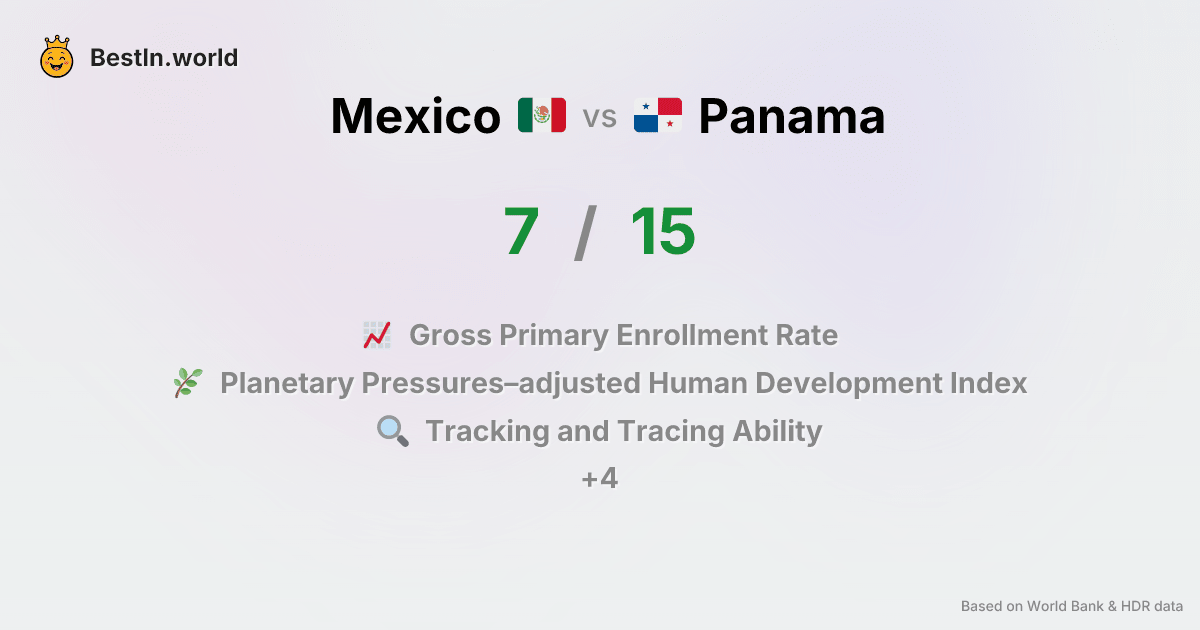 BestIn.world
Mexico vs Panama
7 / 15
Gross Primary Enrollment Rate
Planetary Pressures–adjusted Human Development Index
Tracking and Tracing Ability
+4
Based on World Bank & HDR data